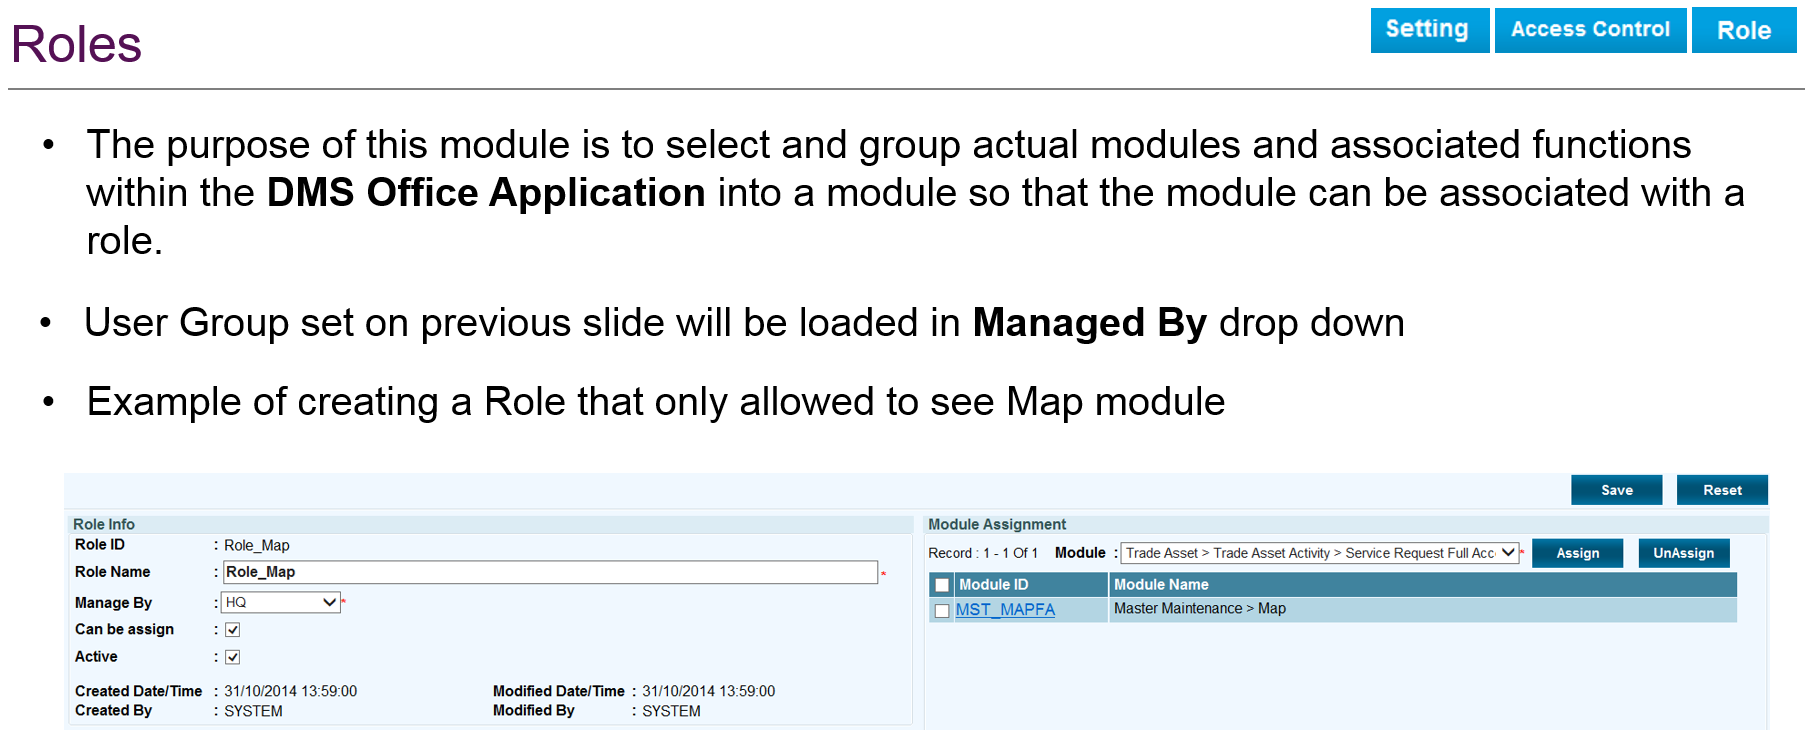 Roles
Setting
Access Control
Role
• The purpose of this module is to select and group actual modules and associated functions
within the DMS Office Application into a module so that the module can be associated with a
role.
• User Group set on previous slide will be loaded in Managed By drop down
• Example of creating a Role that only allowed to see Map module
Save
Reset
Role Info
Role ID : Role_Map
Role Name : Role_Map *
Manage By : HQ *
Can be assign :
Active :
Created Date/Time : 31/10/2014 13:59:00
Modified Date/Time : 31/10/2014 13:59:00
Created By : SYSTEM
Modified By : SYSTEM
Module Assignment
Record : 1 - 1 Of 1 Module : Trade Asset > Trade Asset Activity > Service Request Full Acc * Assign UnAssign
Module ID Module Name
MST_MAPFA Master Maintenance > Map